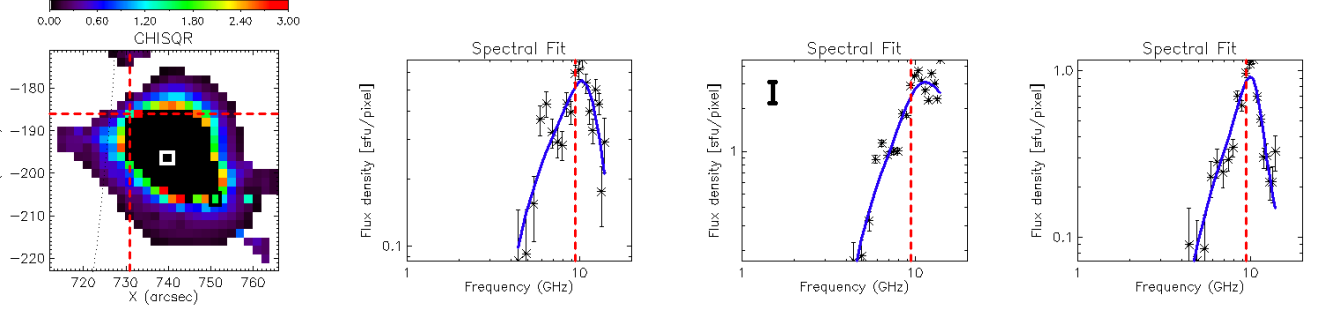 0.00 0.60 1.20 1.80 2.40 3.00
CHISQR
-180
-190
-200
-210
-220
720 730 740 750 760
X (arcsec)
Spectral Fit
Flux density [sfu/pixel]
0.1
1 10
Frequency (GHz)
Spectral Fit
Flux density [sfu/pixel]
1
1 10
Frequency (GHz)
Spectral Fit
Flux density [sfu/pixel]
1.0
0.1
1 10
Frequency (GHz)